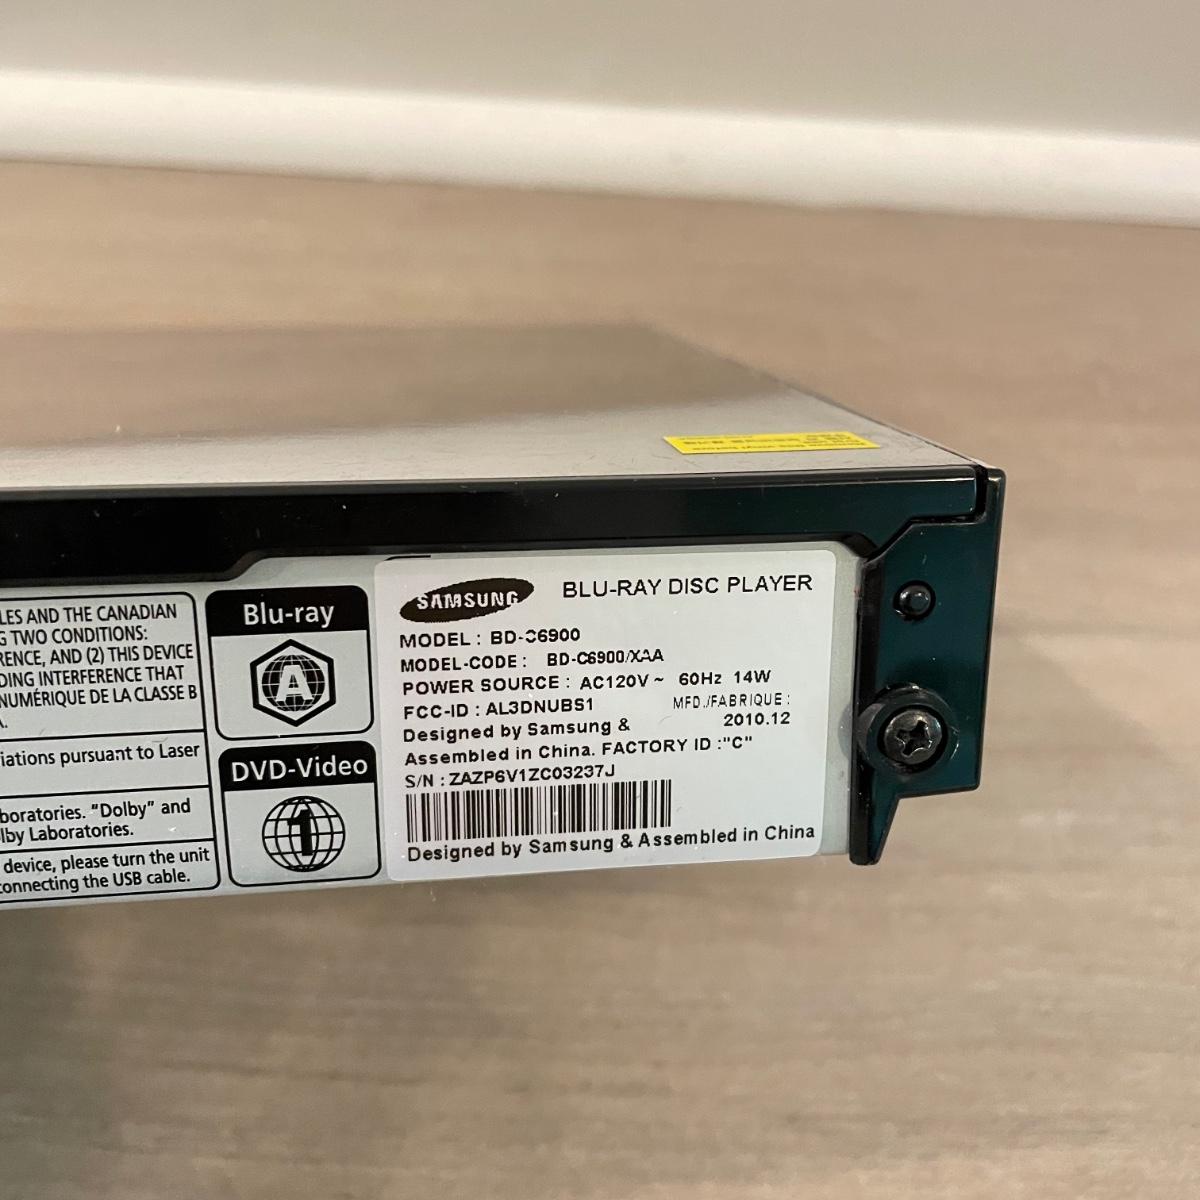 LES AND THE CANADIAN
G TWO CONDITIONS:
RENCE, AND (2) THIS DEVICE
DING INTERFERENCE THAT
NUMÉRIQUE DE LA CLASSE B
A.
iations pursuant to Laser
boratories. “Dolby” and
lby Laboratories.
device, please turn the unit
connecting the USB cable.
Blu-ray
A
DVD-Video
1
SAMSUNG
BLU-RAY DISC PLAYER
MODEL : BD-C6900
MODEL-CODE : BD-C6900/XAA
POWER SOURCE : AC120V ~ 60Hz 14W
FCC-ID : AL3DNUBS1
MFD./FABRIQUE :
2010.12
Designed by Samsung &
Assembled in China. FACTORY ID :"C"
S/N : ZAZP6V1ZC03237J
Designed by Samsung & Assembled in China